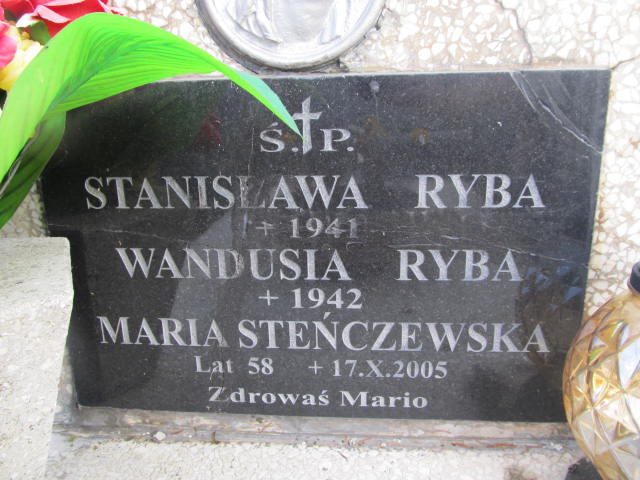 Ś.†P.
STANISŁAWA RYBA
+ 1941
WANDUSIA RYBA
+ 1942
MARIA STEŃCZEWSKA
Lat 58 + 17.X.2005
Zdrowaś Mario